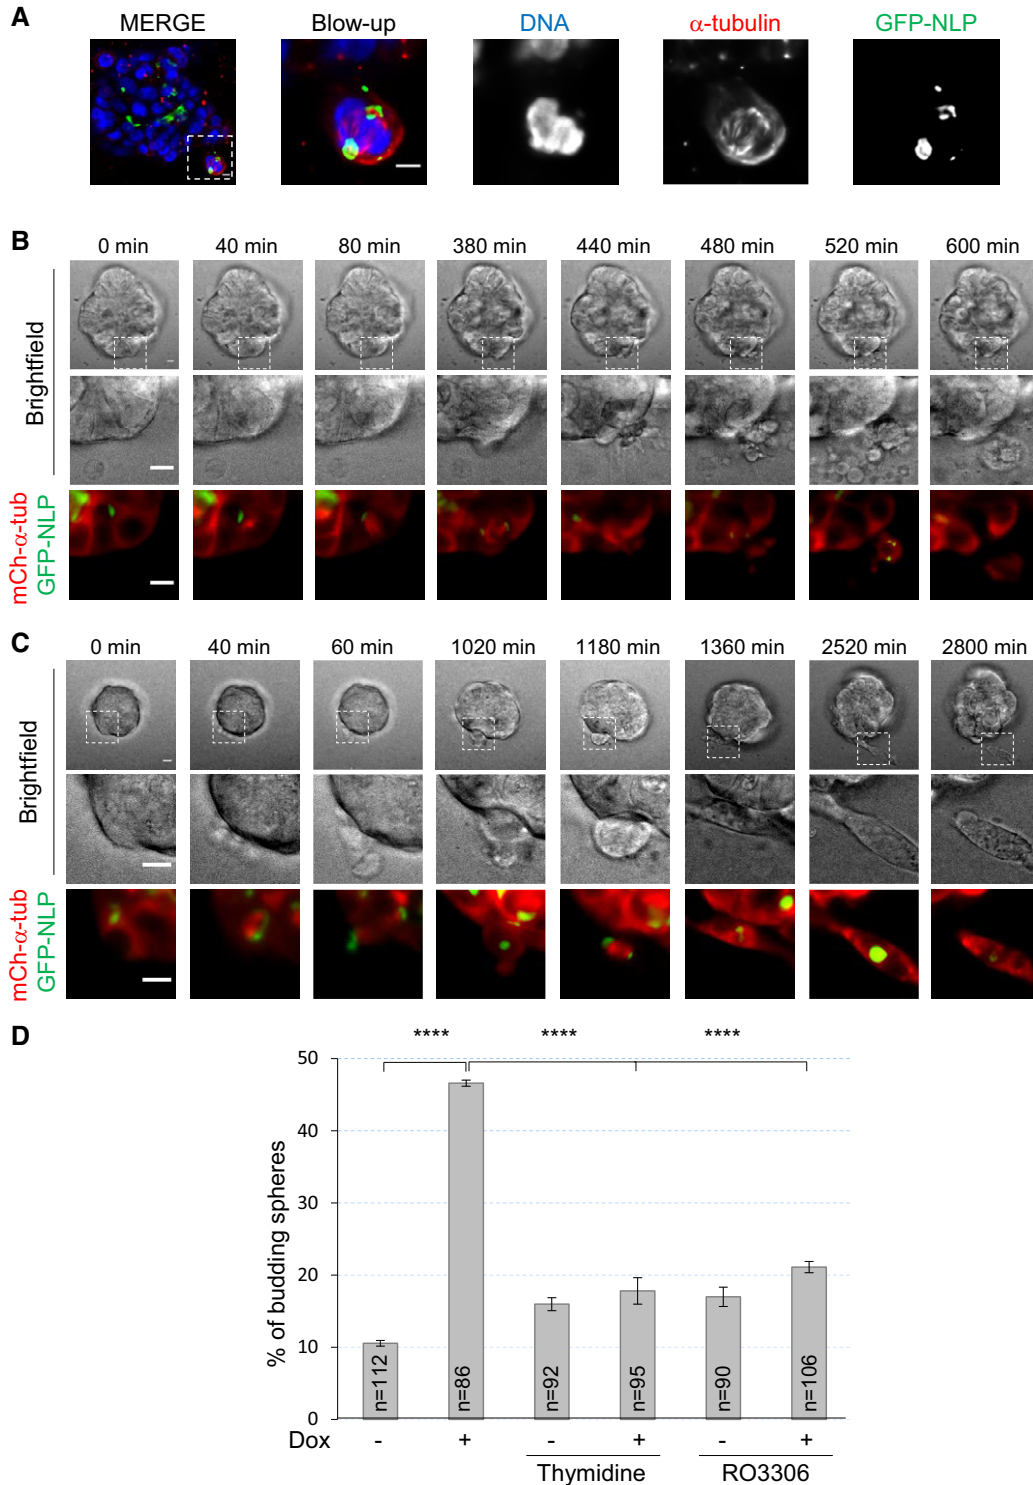 A
MERGE Blow-up DNA α-tubulin GFP-NLP
B
0 min 40 min 80 min 380 min 440 min 480 min 520 min 600 min
Brightfield
mCh-α-tub
GFP-NLP
C
0 min 40 min 60 min 1020 min 1180 min 1360 min 2520 min 2800 min
Brightfield
mCh-α-tub
GFP-NLP
D
**** **** ****
% of budding spheres
50
40
30
20
10
0
n=112 n=86 n=92 n=95 n=90 n=106
Dox - + - + - +
Thymidine RO3306